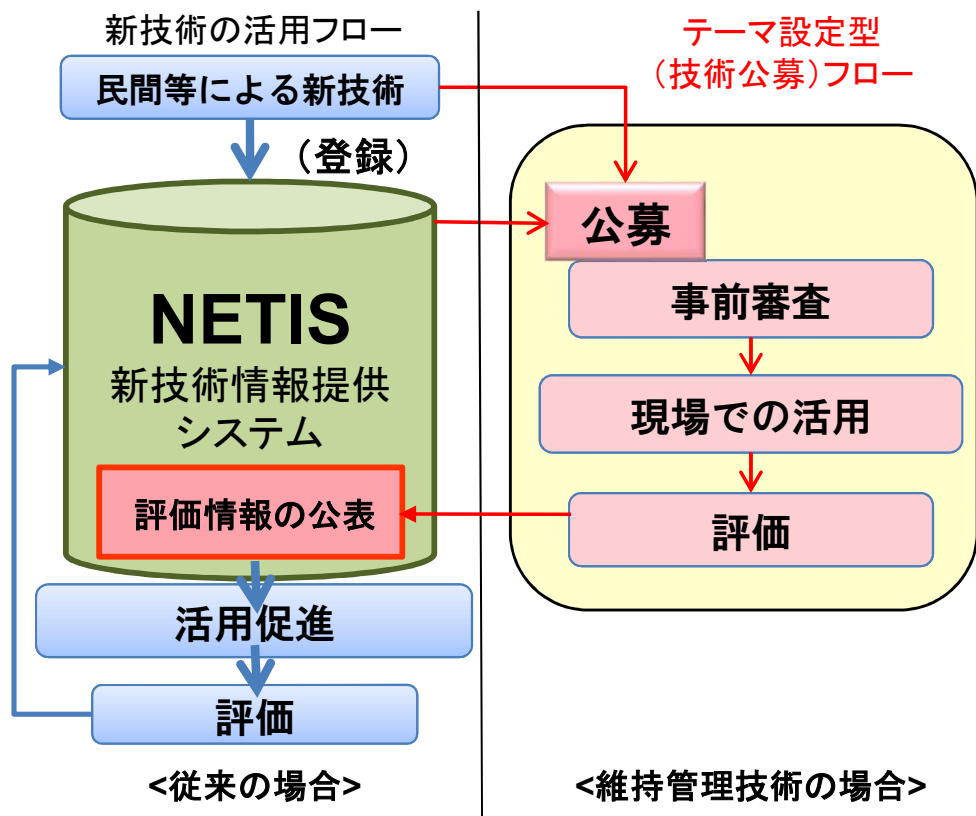 新技術の活用フロー
民間等による新技術
（登録）
NETIS
新技術情報提供
システム
評価情報の公表
活用促進
評価
<従来の場合>
テーマ設定型
（技術公募）フロー
公募
事前審査
現場での活用
評価
<維持管理技術の場合>